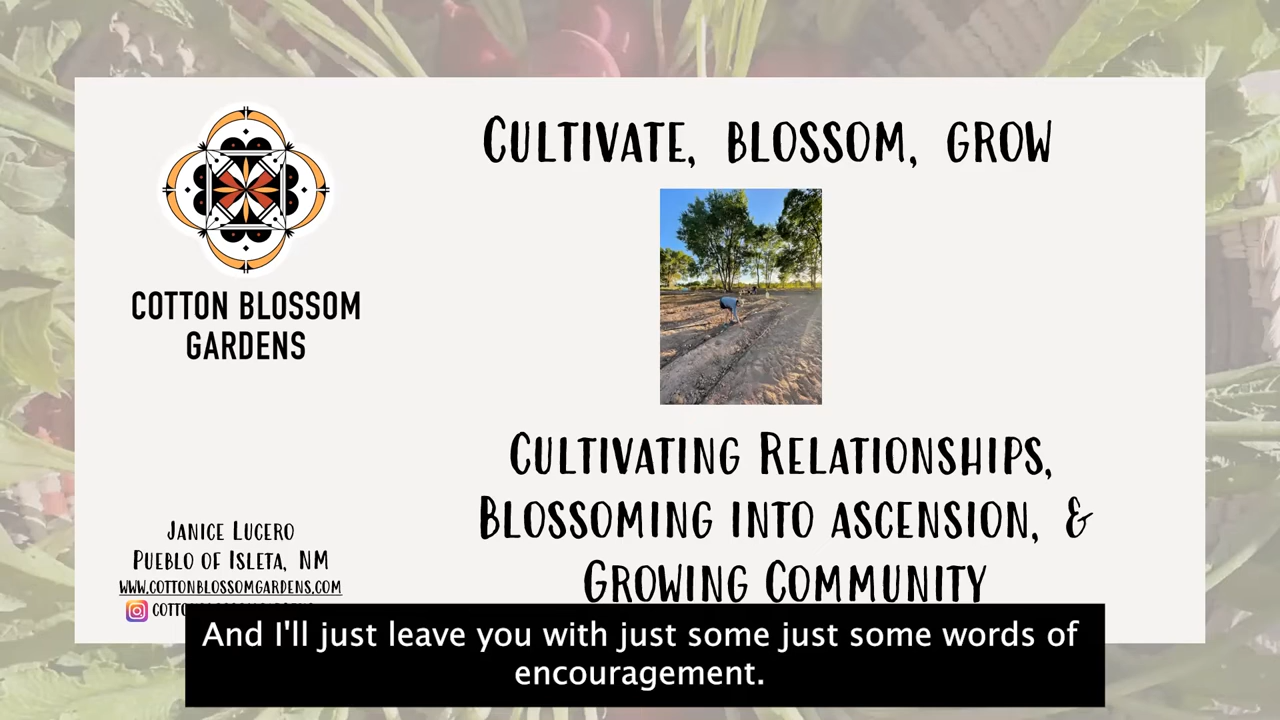 CULTIVATE, BLOSSOM, GROW
COTTON BLOSSOM
GARDENS
CULTIVATING RELATIONSHIPS,
BLOSSOMING INTO ASCENSION, &
GROWING COMMUNITY
JANICE LUCERO
PUEBLO OF ISLETA, NM
WWW.COTTONBLOSSOMGARDENS.COM
And I'll just leave you with just some just some words of
encouragement.